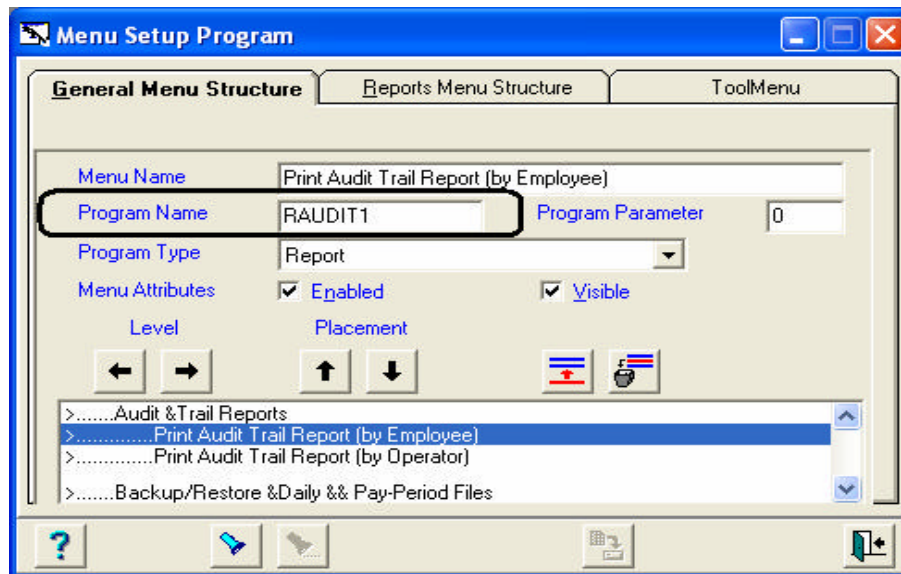 Menu Setup Program
General Menu Structure Reports Menu Structure ToolMenu
Menu Name Print Audit Trail Report (by Employee)
Program Name RAUDIT1 Program Parameter 0
Program Type Report
Menu Attributes Enabled Visible
Level Placement
>.......Audit &Trail Reports
>..............Print Audit Trail Report (by Employee)
>..............Print Audit Trail Report (by Operator)
>.......Backup/Restore &Daily && Pay-Period Files
?